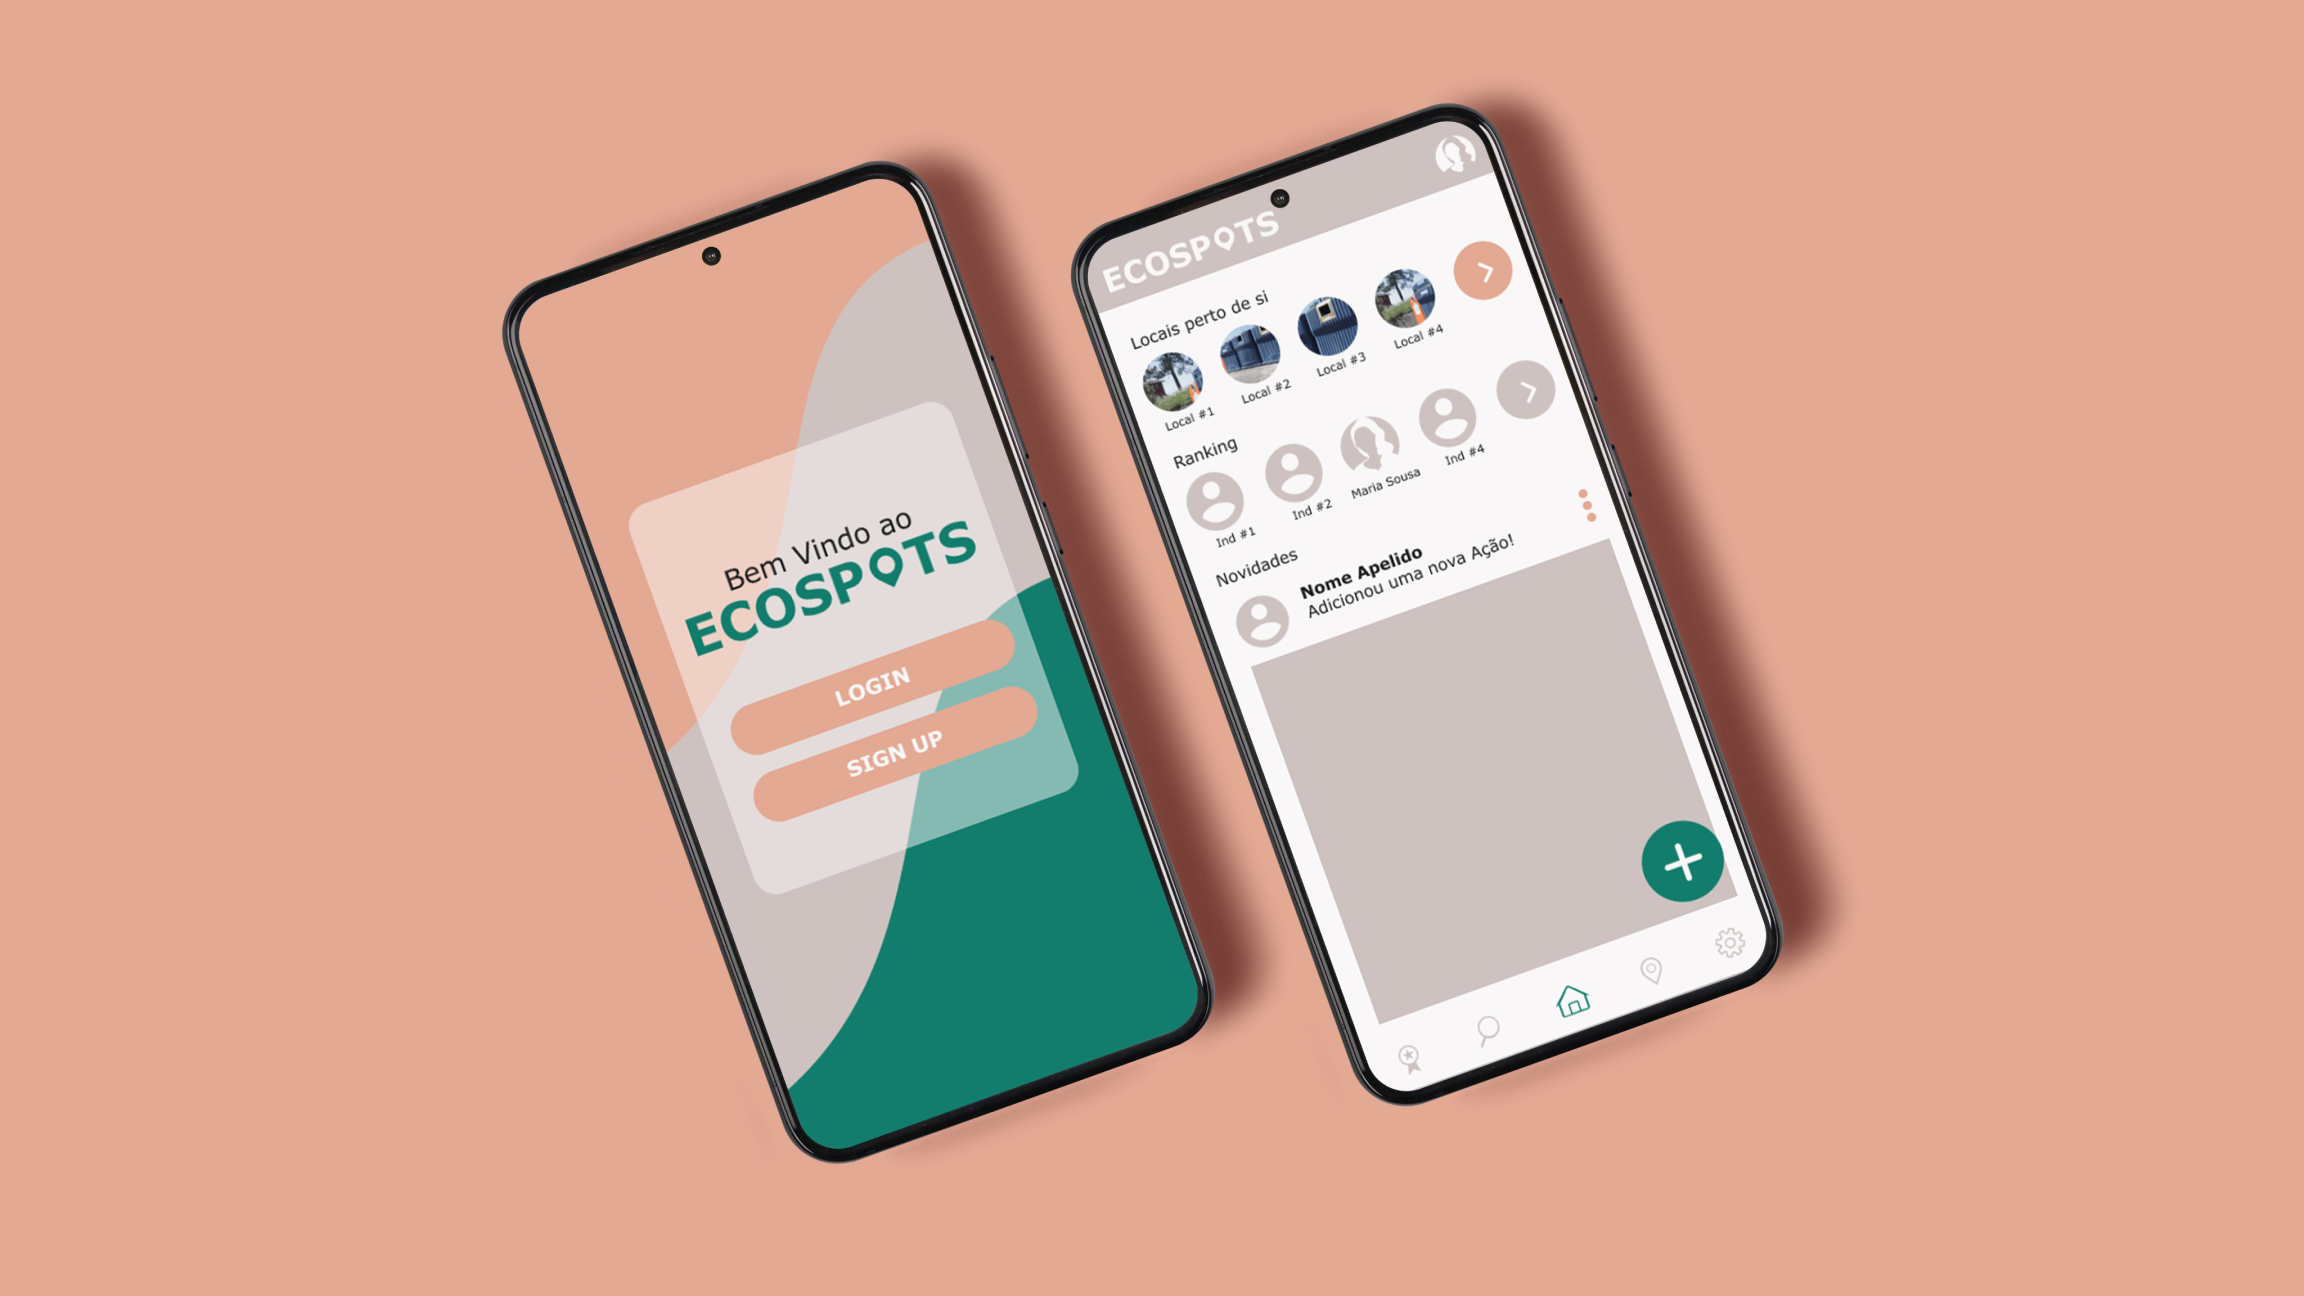 Bem Vindo ao
ECOSPOTS
LOGIN
SIGN UP
ECOSPOTS
Locais perto de si
Local #1
Local #2
Local #3
Local #4
Ranking
Ind #1
Ind #2
Maria Sousa
Ind #4
Novidades
Nome Apelido
Adicionou uma nova Ação!